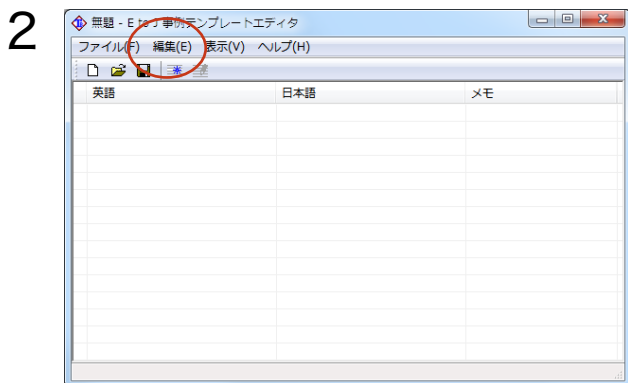 2
無題 - E to J 事例テンプレートエディタ
ファイル(F) 編集(E) 表示(V) ヘルプ(H)
英語 日本語 メモ